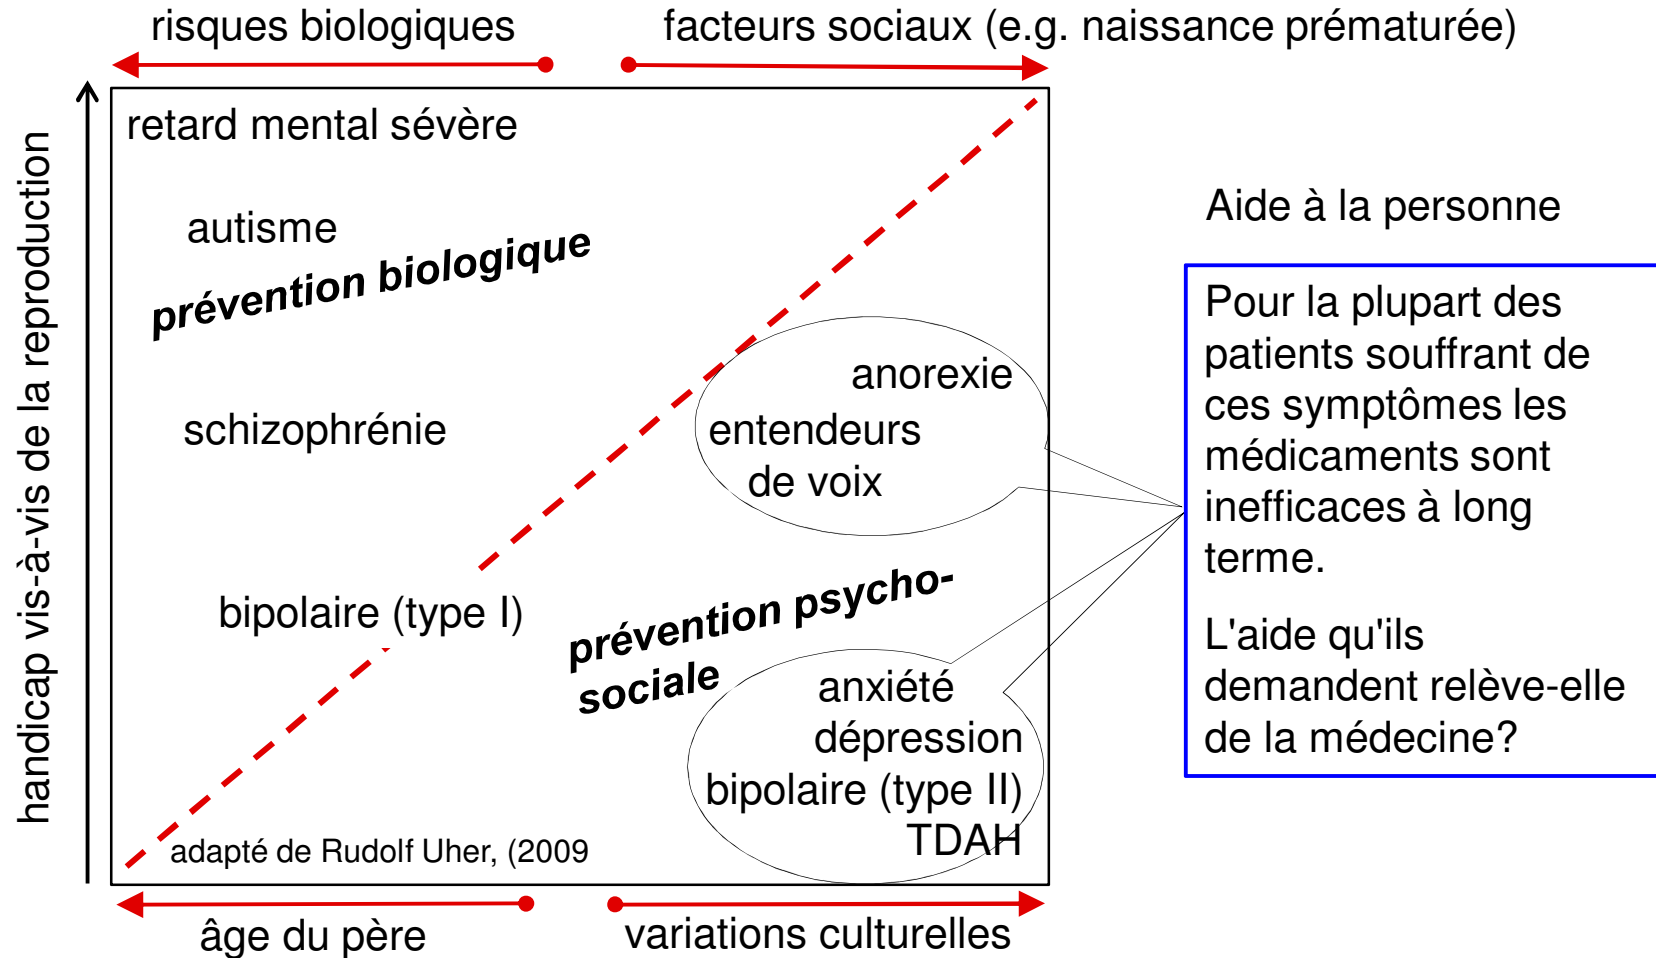 risques biologiques
facteurs sociaux (e.g. naissance prématurée)
handicap vis-à-vis de la reproduction
retard mental sévère
autisme
prévention biologique
schizophrénie
bipolaire (type I)
anorexie
entendeurs
de voix
prévention psycho-
sociale
anxiété
dépression
bipolaire (type II)
TDAH
adapté de Rudolf Uher, (2009
âge du père
variations culturelles
Aide à la personne
Pour la plupart des
patients souffrant de
ces symptômes les
médicaments sont
inefficaces à long
terme.
L'aide qu'ils
demandent relève-elle
de la médecine?